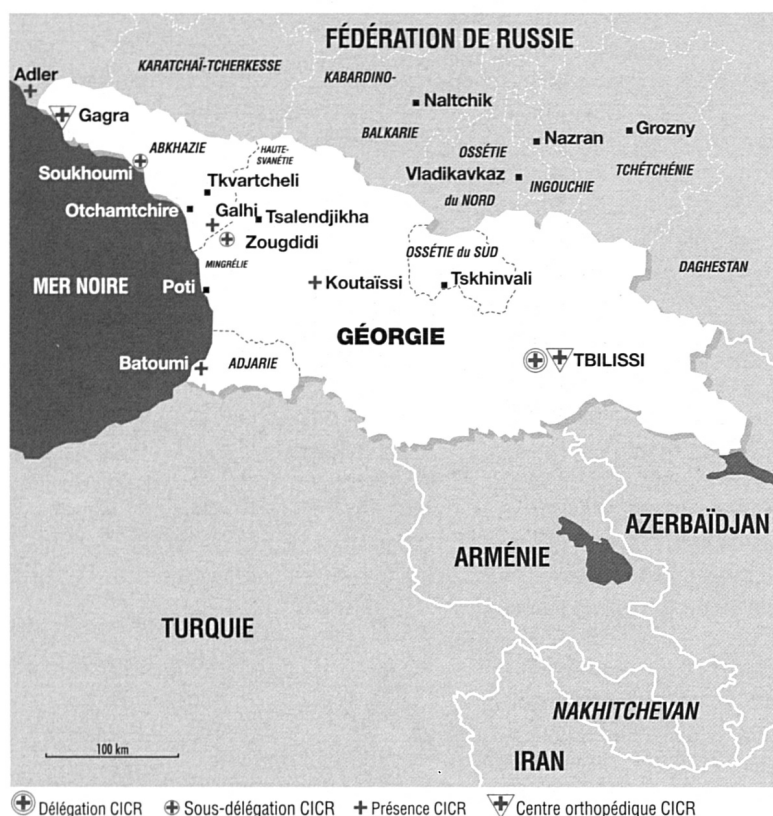 FÉDÉRATION DE RUSSIE
KARATCHAÏ-TCHERKESSE
KABARDINO-
Adler
Naltchik
Gagra
BALKARIE
Nazran
Grozny
ABKHAZIE
HAUTE-
SVANÉTIE
OSSÉTIE
Soukhoumi
Vladikavkaz
TCHÉTCHÉNIE
Tkvartcheli
INGOUCHIE
du NORD
Otchamtchire
Galhi
Tsalendjikha
Zougdidi
OSSÉTIE du SUD
MINGRÉLIE
DAGHESTAN
MER NOIRE
Poti
Koutaïssi
Tskhinvali
GÉORGIE
Batoumi
ADJARIE
TBILISSI
AZERBAÏDJAN
ARMÉNIE
TURQUIE
NAKHITCHEVAN
100 km
IRAN
Délégation CICR
Sous-délégation CICR
Présence CICR
Centre orthopédique CICR